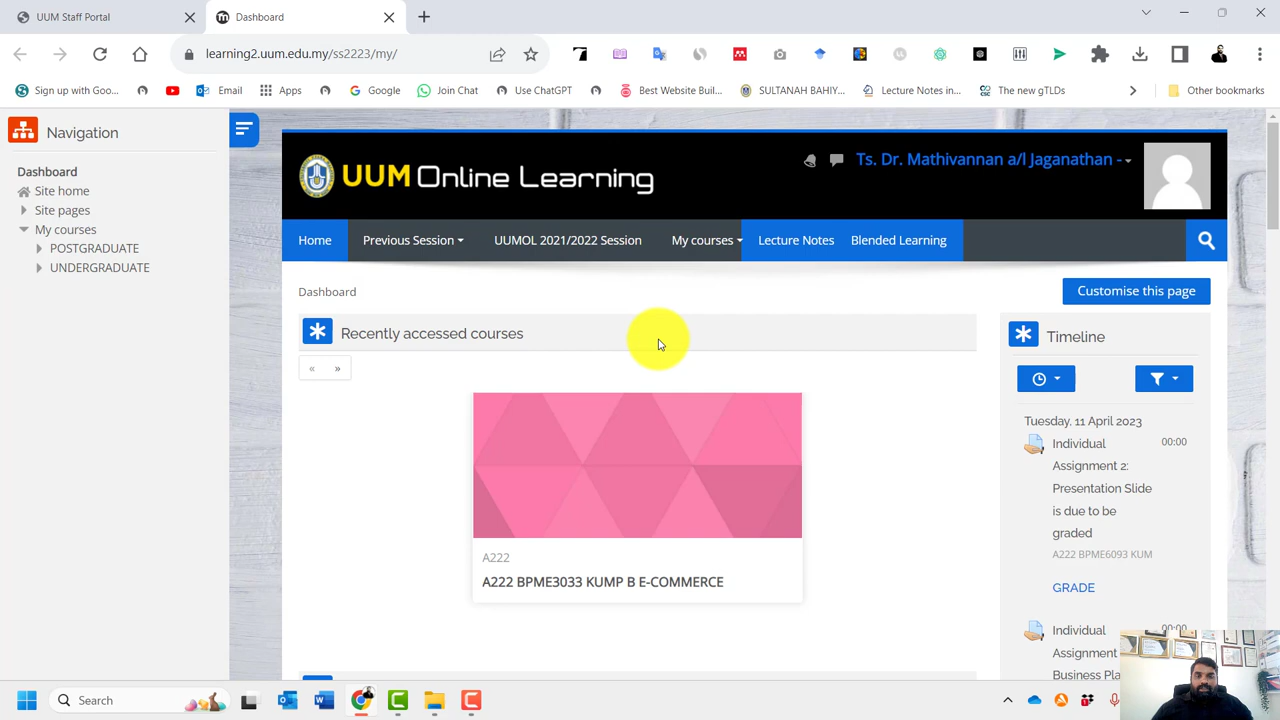 UUM Staff Portal
Dashboard
learning2.uum.edu.my/ss2223/my/
Sign up with Goo...
Email
Apps
Google
Join Chat
Use ChatGPT
Best Website Buil...
SULTANAH BAHIY...
Lecture Notes in...
The new gTLDs
Other bookmarks
Navigation
Dashboard
Site home
Site pages
My courses
POSTGRADUATE
UNDERGRADUATE
UUM Online Learning
Ts. Dr. Mathivannan a/l Jaganathan -
Home
Previous Session
UUMOL 2021/2022 Session
My courses
Lecture Notes
Blended Learning
Dashboard
Customise this page
Recently accessed courses
« »
A222
A222 BPME3033 KUMP B E-COMMERCE
Timeline
Tuesday, 11 April 2023
Individual 00:00
Assignment 2:
Presentation Slide
is due to be
graded
A222 BPME6093 KUM
GRADE
Individual 00:00
Assignment
Business Pla
Search